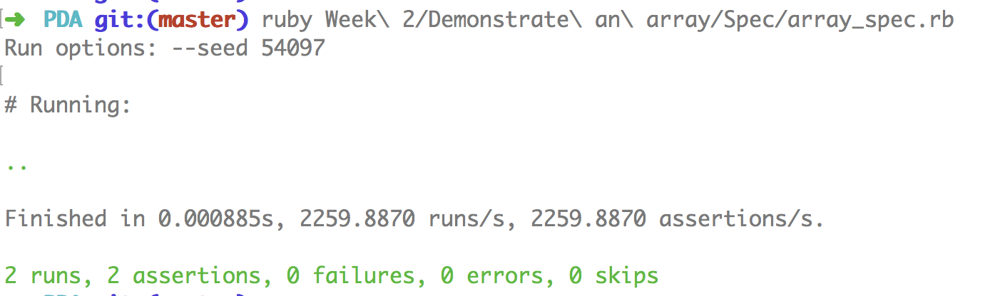 ➜ PDA git:(master) ruby Week\ 2/Demonstrate\ an\ array/Spec/array_spec.rb
Run options: --seed 54097
# Running:
..
Finished in 0.000885s, 2259.8870 runs/s, 2259.8870 assertions/s.
2 runs, 2 assertions, 0 failures, 0 errors, 0 skips